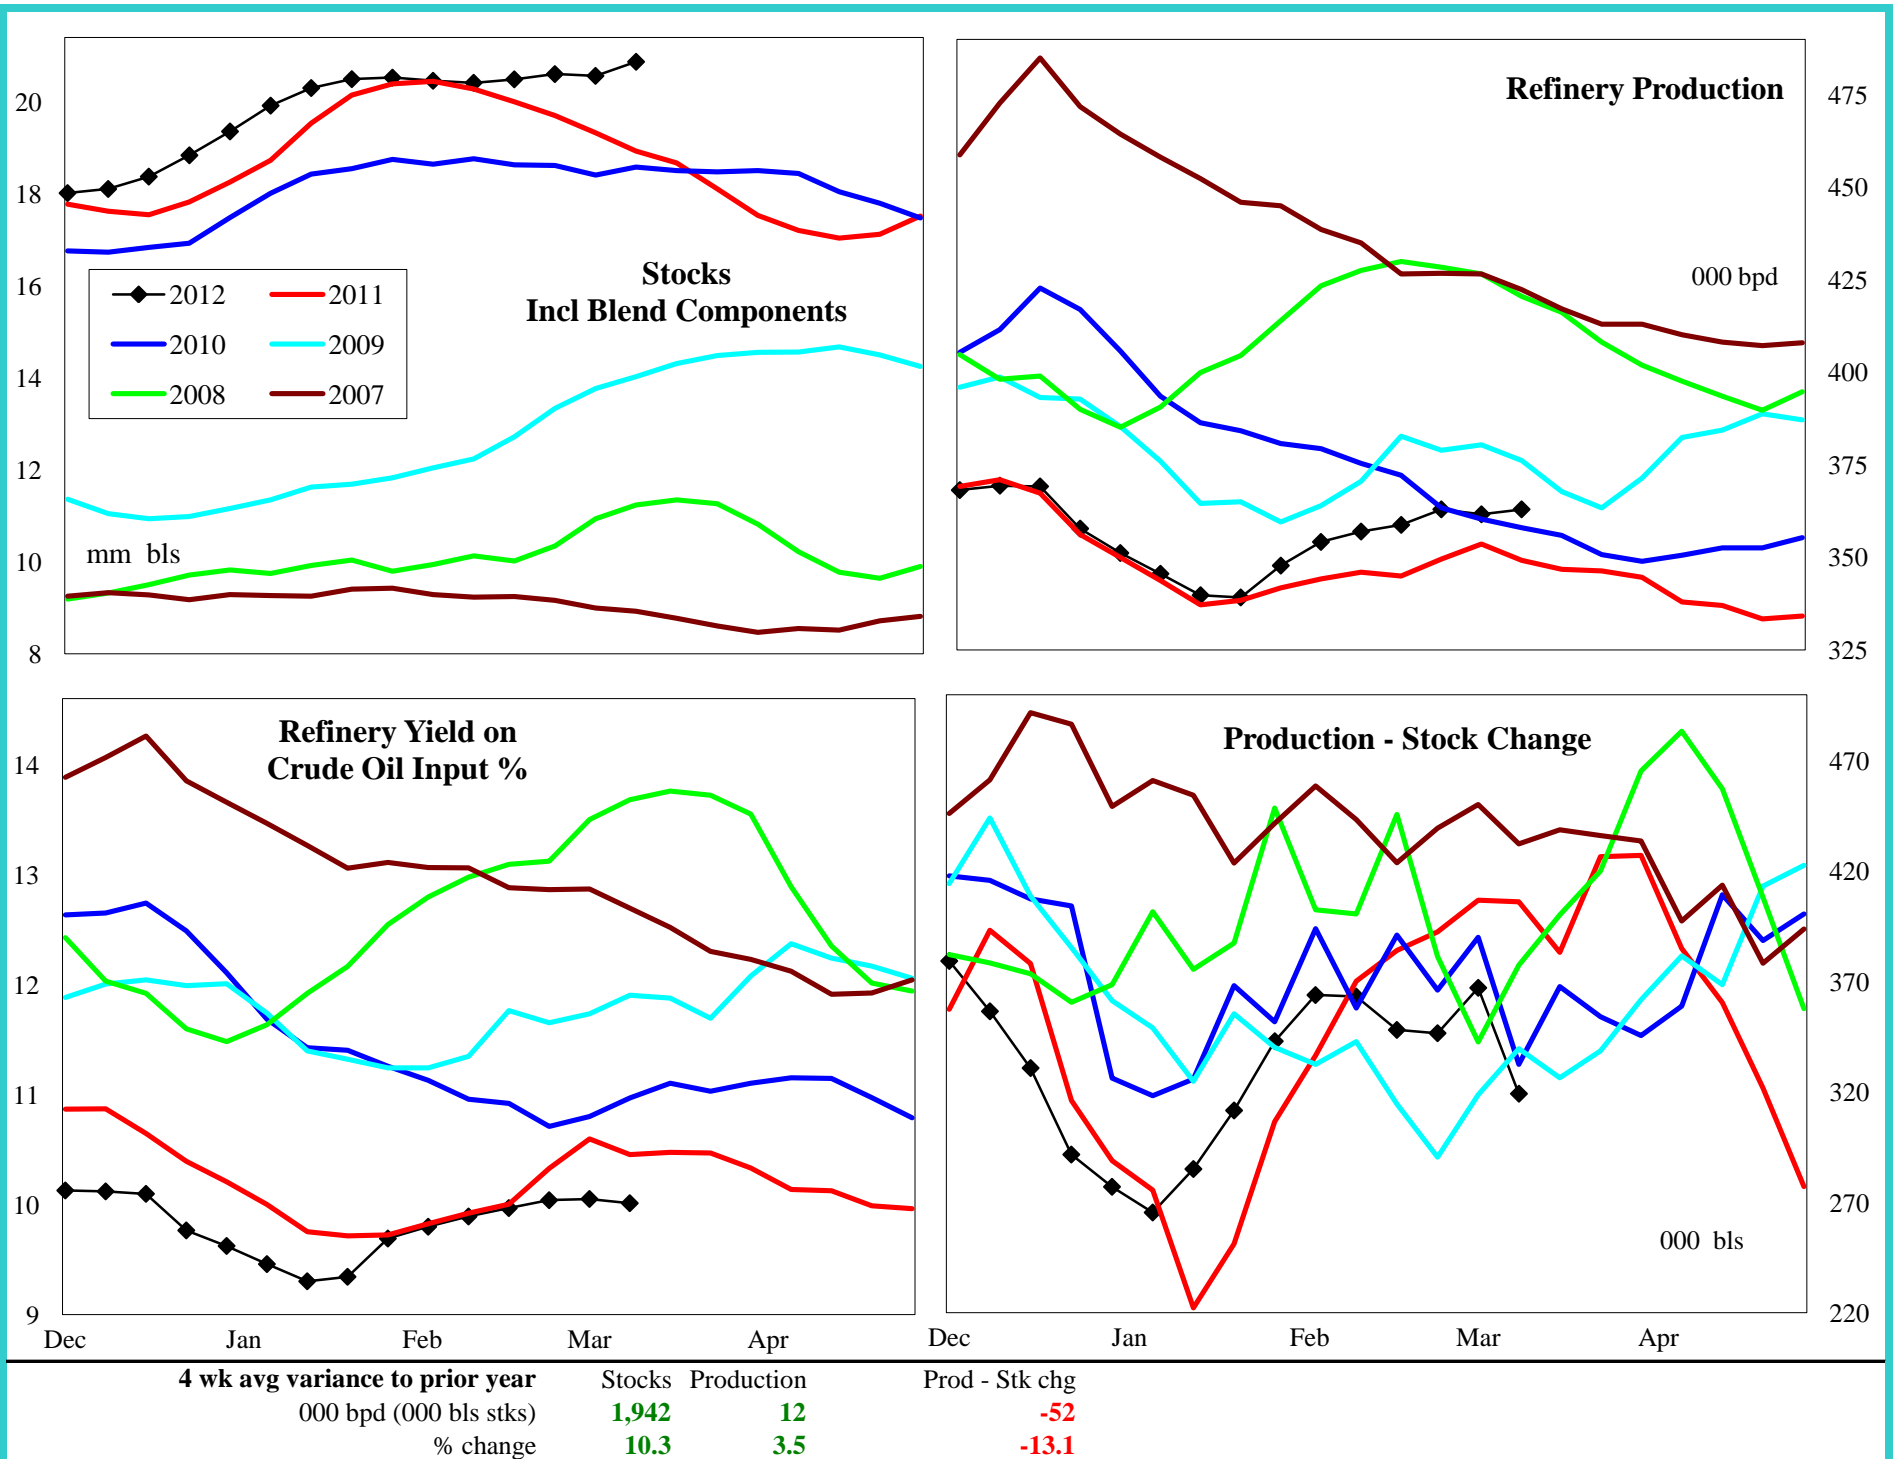 20
18
16
14
12
10
8
Stocks
Incl Blend Components
2012 2011
2010 2009
2008 2007
mm bls
Refinery Production
000 bpd
475
450
425
400
375
350
325
Refinery Yield on
Crude Oil Input %
14
13
12
11
10
9
Dec Jan Feb Mar Apr
Production - Stock Change
470
420
370
320
270
220
000 bls
Dec Jan Feb Mar Apr
4 wk avg variance to prior year Stocks Production Prod - Stk chg
000 bpd (000 bls stks) 1,942 12 -52
% change 10.3 3.5 -13.1